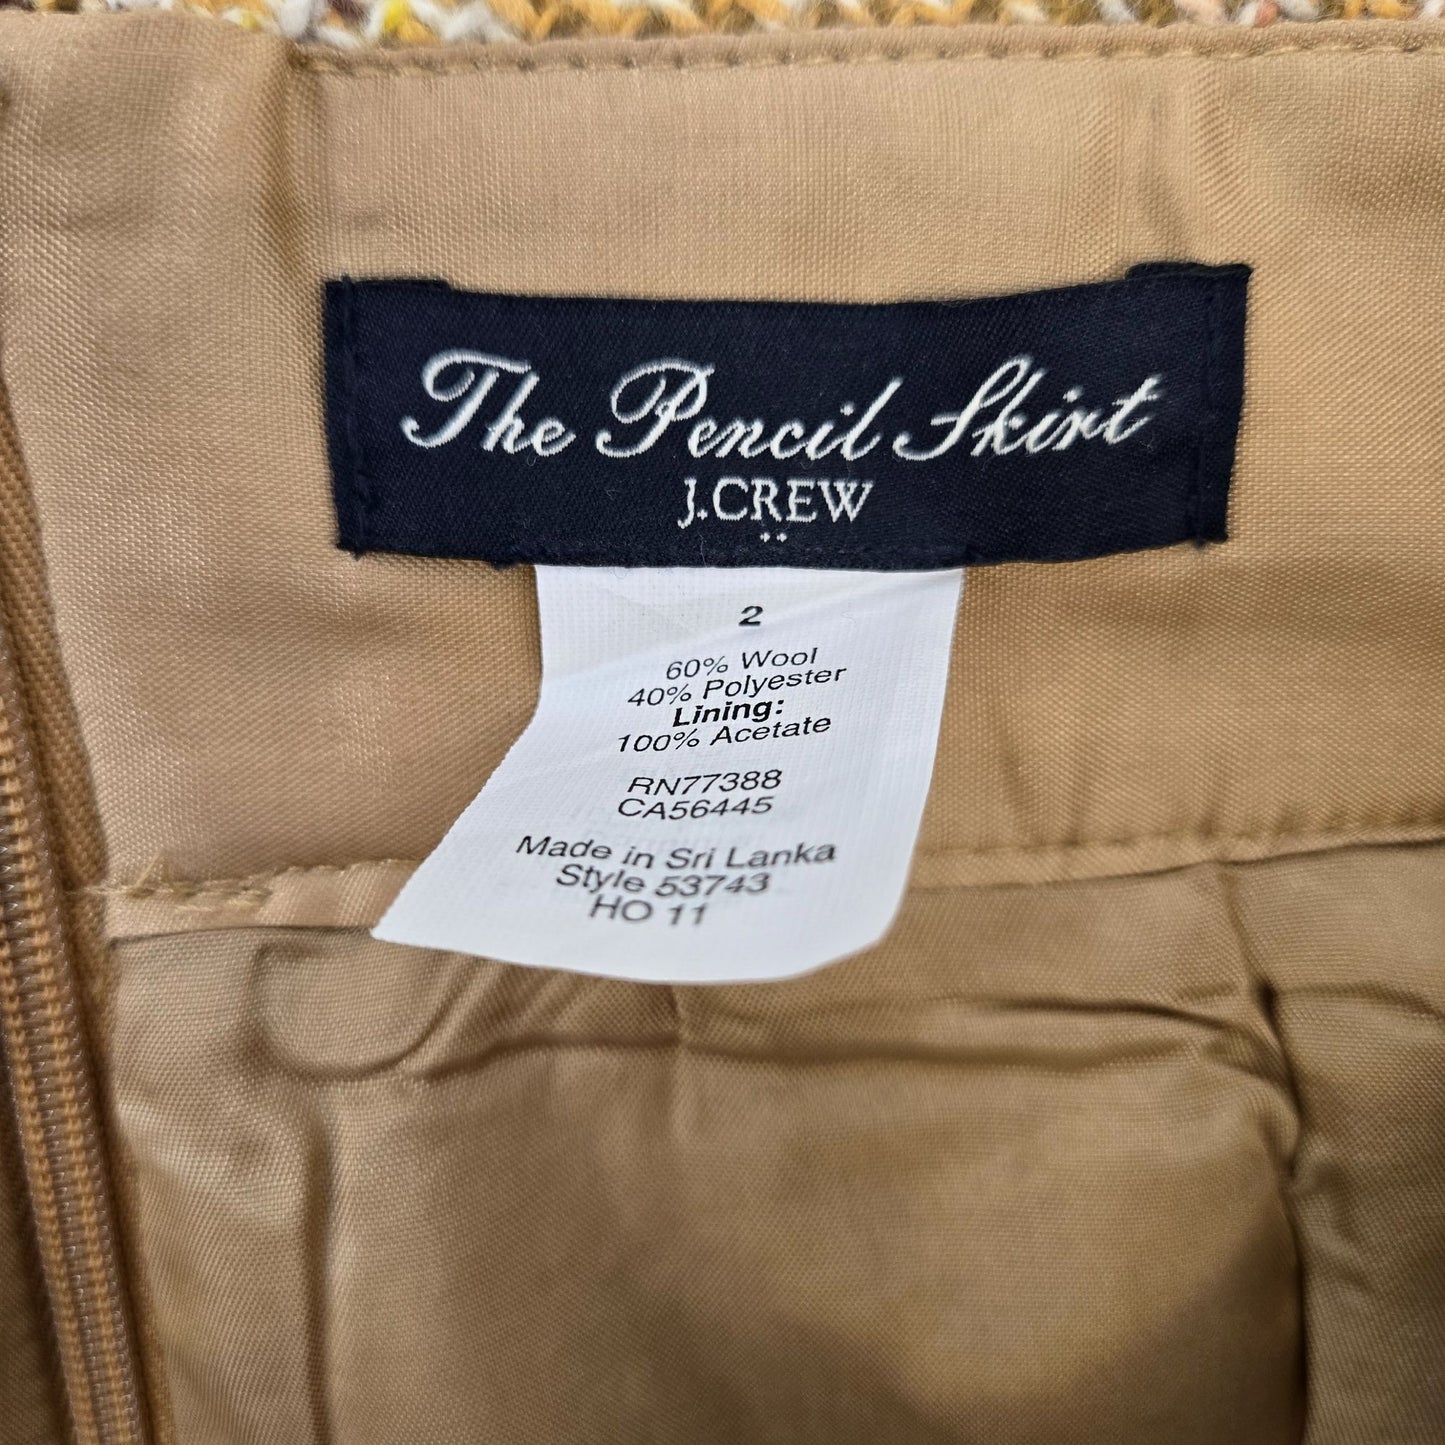 The Pencil Skirt
J.CREW
2
60% Wool
40% Polyester
Lining:
100% Acetate
RN77388
CA56445
Made in Sri Lanka
Style 53743
HO 11